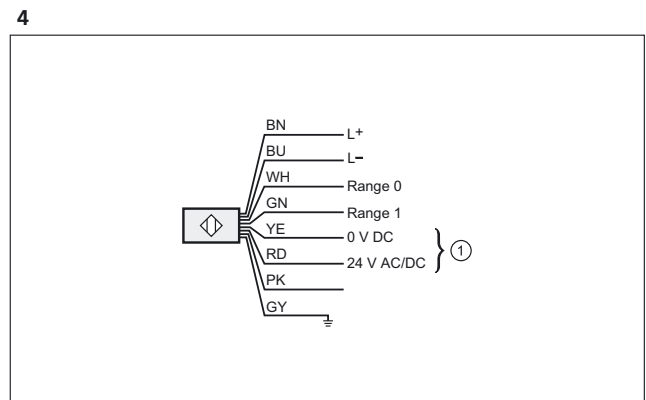 4
BN L+
BU L–
WH Range 0
GN Range 1
YE 0 V DC
RD 24 V AC/DC
1
PK
GY